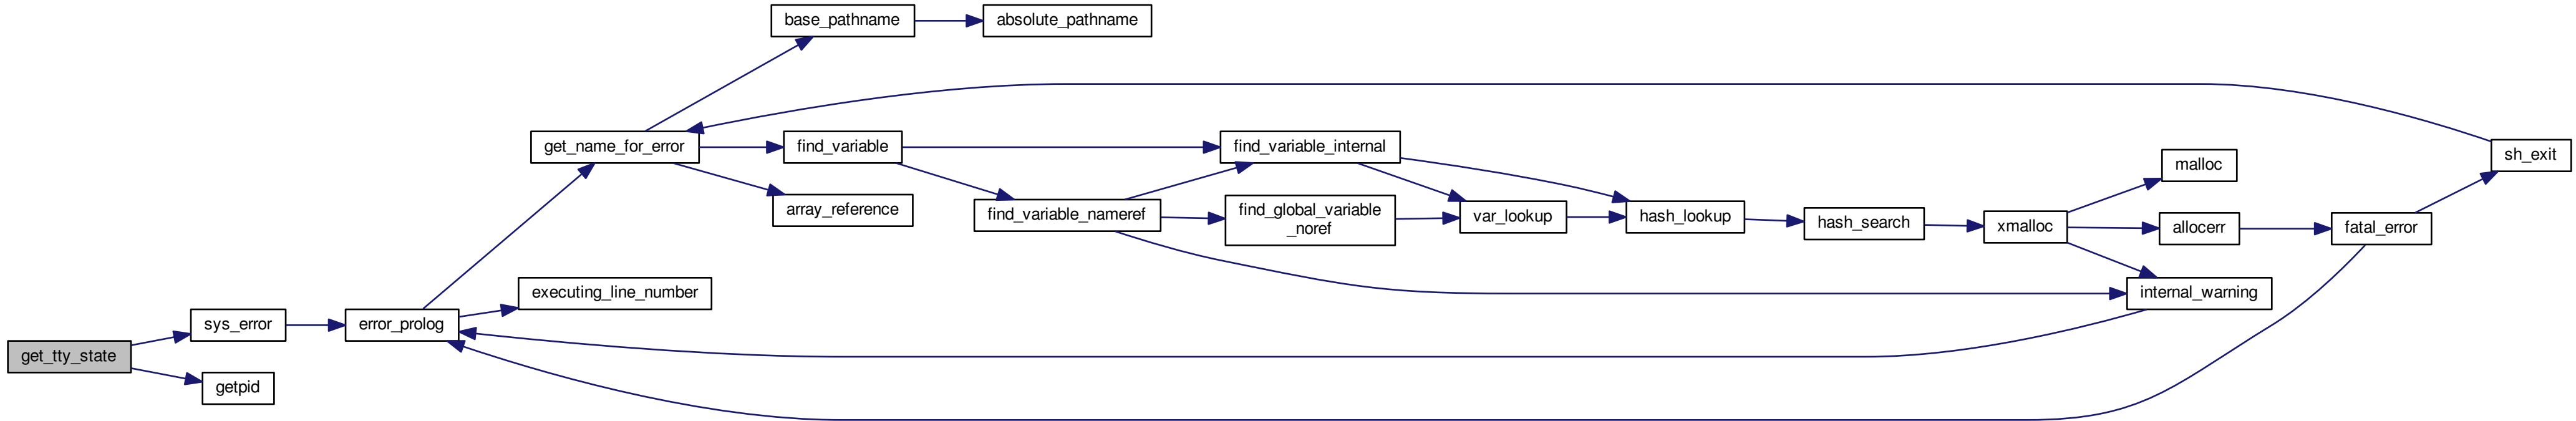 base_pathname
absolute_pathname
get_name_for_error
find_variable
find_variable_internal
sh_exit
malloc
array_reference
find_variable_nameref
find_global_variable
_noref
var_lookup
hash_lookup
hash_search
xmalloc
allocerr
fatal_error
executing_line_number
internal_warning
sys_error
error_prolog
get_tty_state
getpid